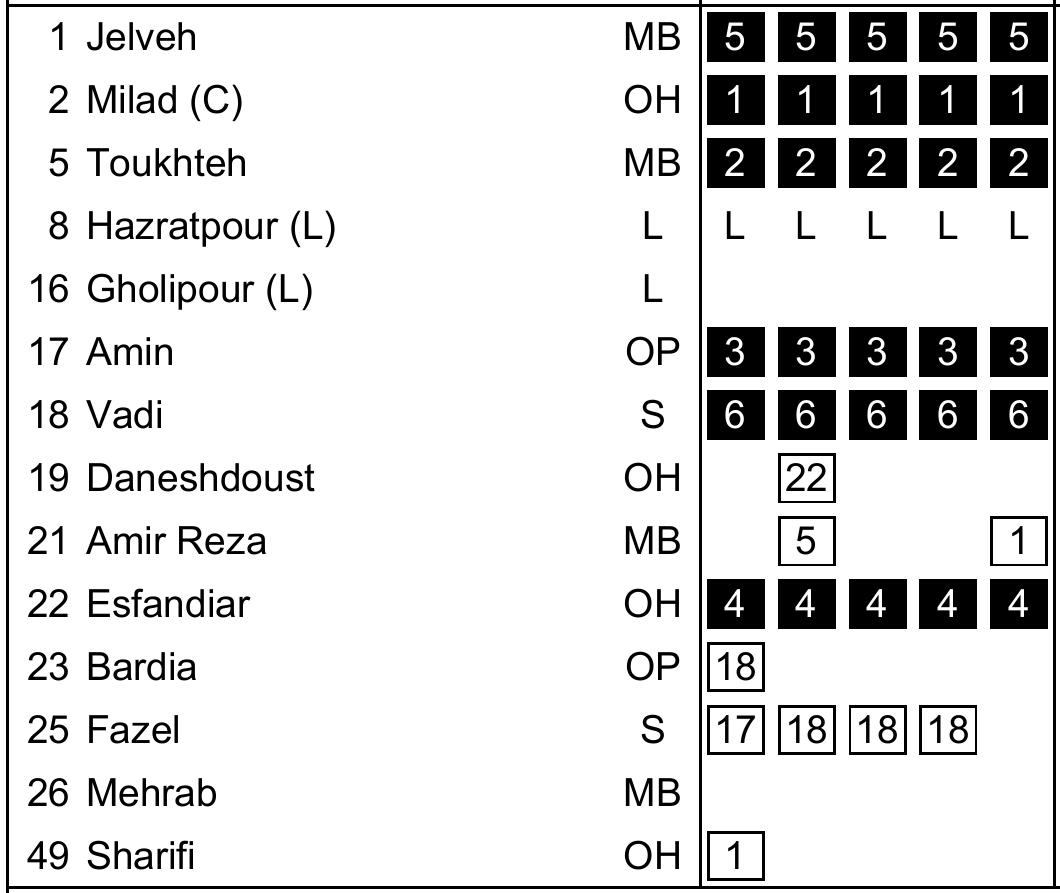 1 Jelveh MB 5 5 5 5 5
2 Milad (C) OH 1 1 1 1 1
5 Toukhteh MB 2 2 2 2 2
8 Hazratpour (L) L L L L L L
16 Gholipour (L) L
17 Amin OP 3 3 3 3 3
18 Vadi S 6 6 6 6 6
19 Daneshdoust OH 22
21 Amir Reza MB 5 1
22 Esfandiar OH 4 4 4 4 4
23 Bardia OP 18
25 Fazel S 17 18 18 18
26 Mehrab MB
49 Sharifi OH 1